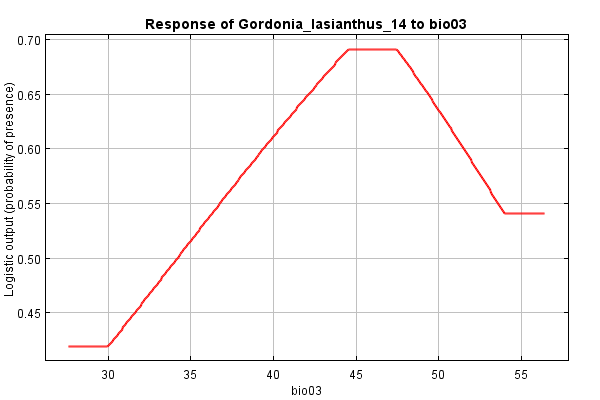 Response of Gordonia_lasianthus_14 to bio03
Logistic output (probability of presence)
0.70
0.65
0.60
0.55
0.50
0.45
30 35 40 45 50 55
bio03